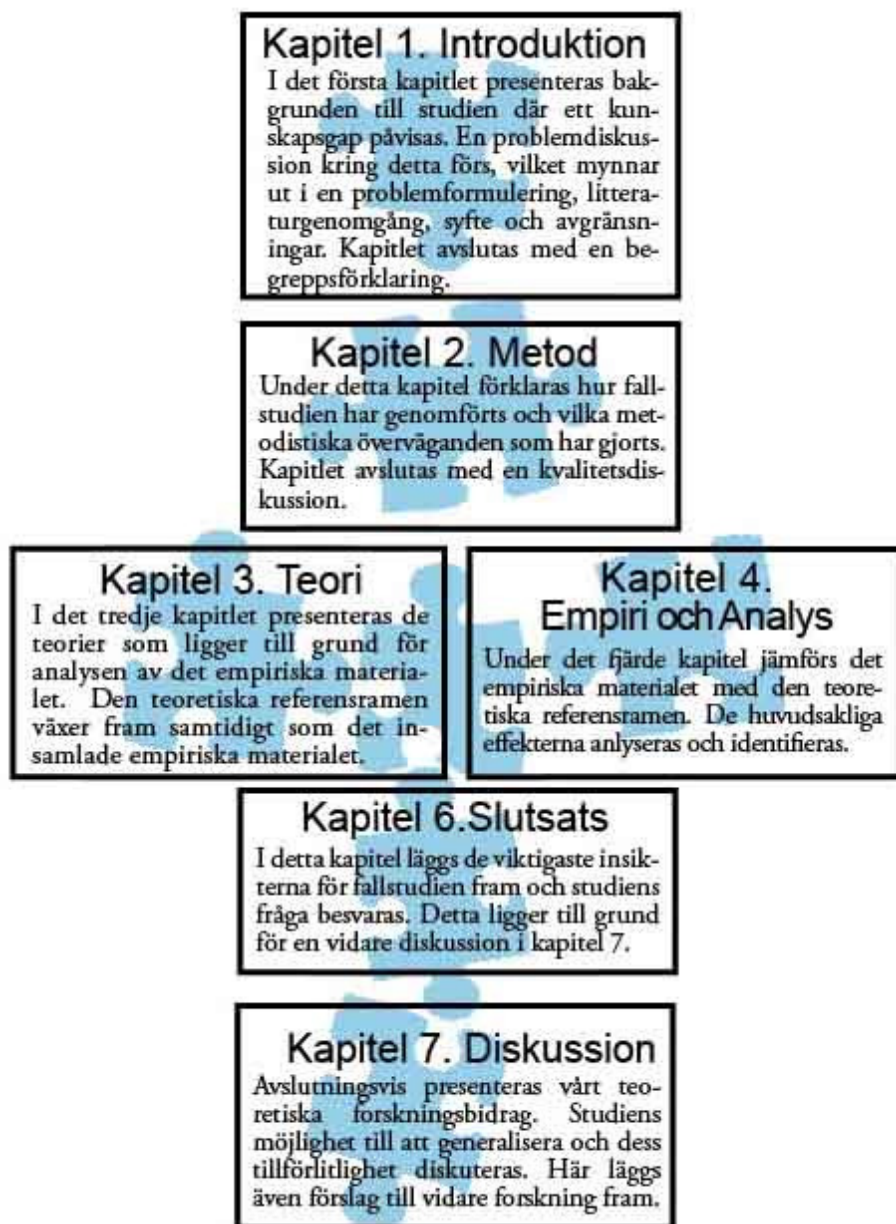 Kapitel 1. Introduktion
I det första kapitlet presenteras bak-
grunden till studien där ett kun-
skapsgap påvisas. En problemdiskus-
sion kring detta förs, vilket mynnar
ut i en problemformulering, littera-
turgenomgång, syfte och avgränsn-
ingar. Kapitlet avslutas med en be-
greppsförklaring.
Kapitel 2. Metod
Under detta kapitel förklaras hur fall-
studien har genomförts och vilka met-
odistiska överväganden som har gjorts.
Kapitlet avslutas med en kvalitetsdis-
kussion.
Kapitel 3. Teori
I det tredje kapitlet presenteras de
teorier som ligger till grund för
analysen av det empiriska materia-
let. Den teoretiska referensramen
växer fram samtidigt som det in-
samlade empiriska materialet.
Kapitel 4.
Empiri och Analys
Under det fjärde kapitel jämförs det
empiriska materialet med den teore-
tiska referensramen. De huvudsakliga
effekterna anlyseras och identifieras.
Kapitel 6.Slutsats
I detta kapitel läggs de viktigaste insik-
terna för fallstudien fram och studiens
fråga besvaras. Detta ligger till grund
för en vidare diskussion i kapitel 7.
Kapitel 7. Diskussion
Avslutningsvis presenteras vårt teo-
retiska forskningsbidrag. Studiens
möjlighet till att generalisera och dess
tillförlitlighet diskuteras. Här läggs
även förslag till vidare forskning fram.